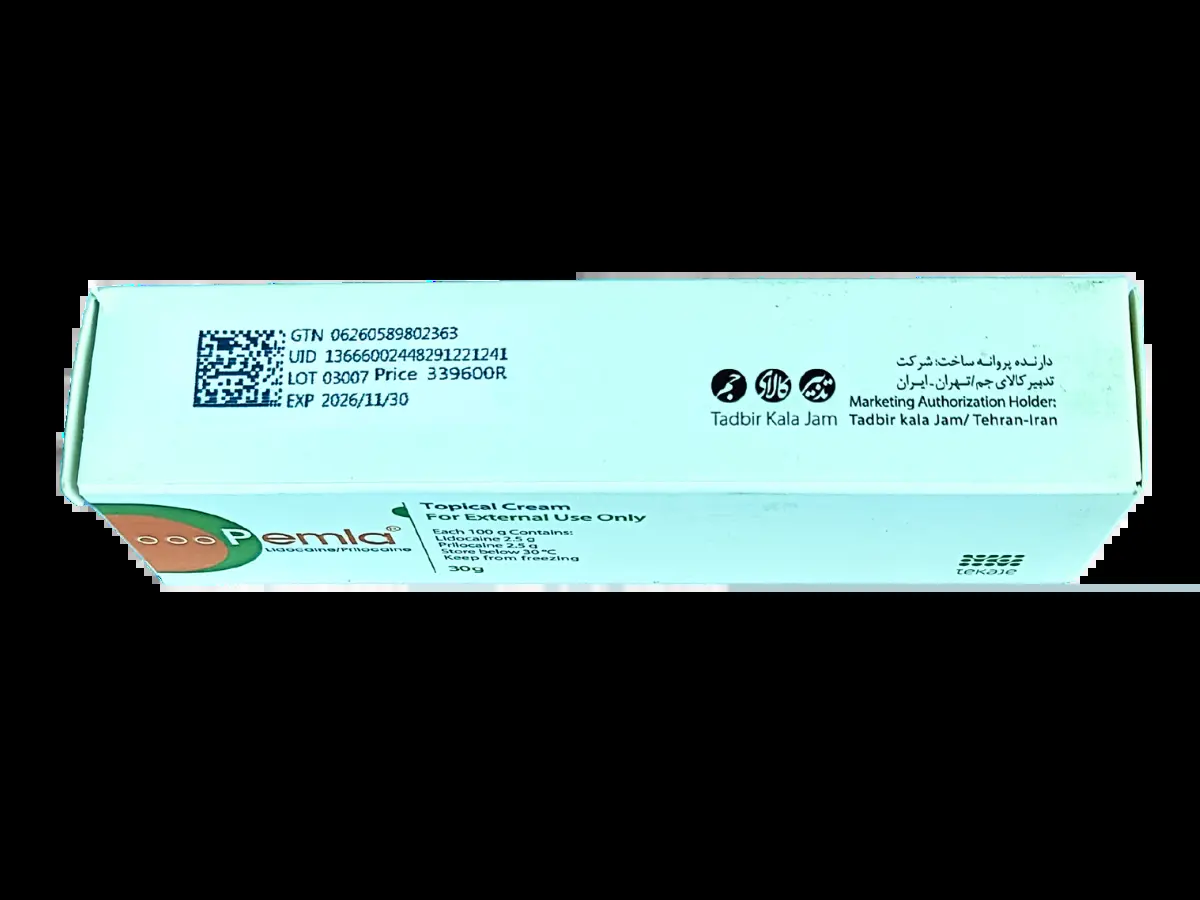 GTN 06260589802363
UID 13666002448291221241
LOT 03007 Price 339600R
EXP 2026/11/30
تدبیر کالای جم
Tadbir Kala Jam
دارنده پروانه ساخت: شرکت
تدبیر کالای جم/تهران-ایران
Marketing Authorization Holder:
Tadbir kala Jam/ Tehran-Iran
Pemla®
Lidocaine/Prilocaine
Topical Cream
For External Use Only
Each 100 g Contains:
Lidocaine 2.5 g
Prilocaine 2.5 g
Store below 30 °C
Keep from freezing
30g
TEKAJE